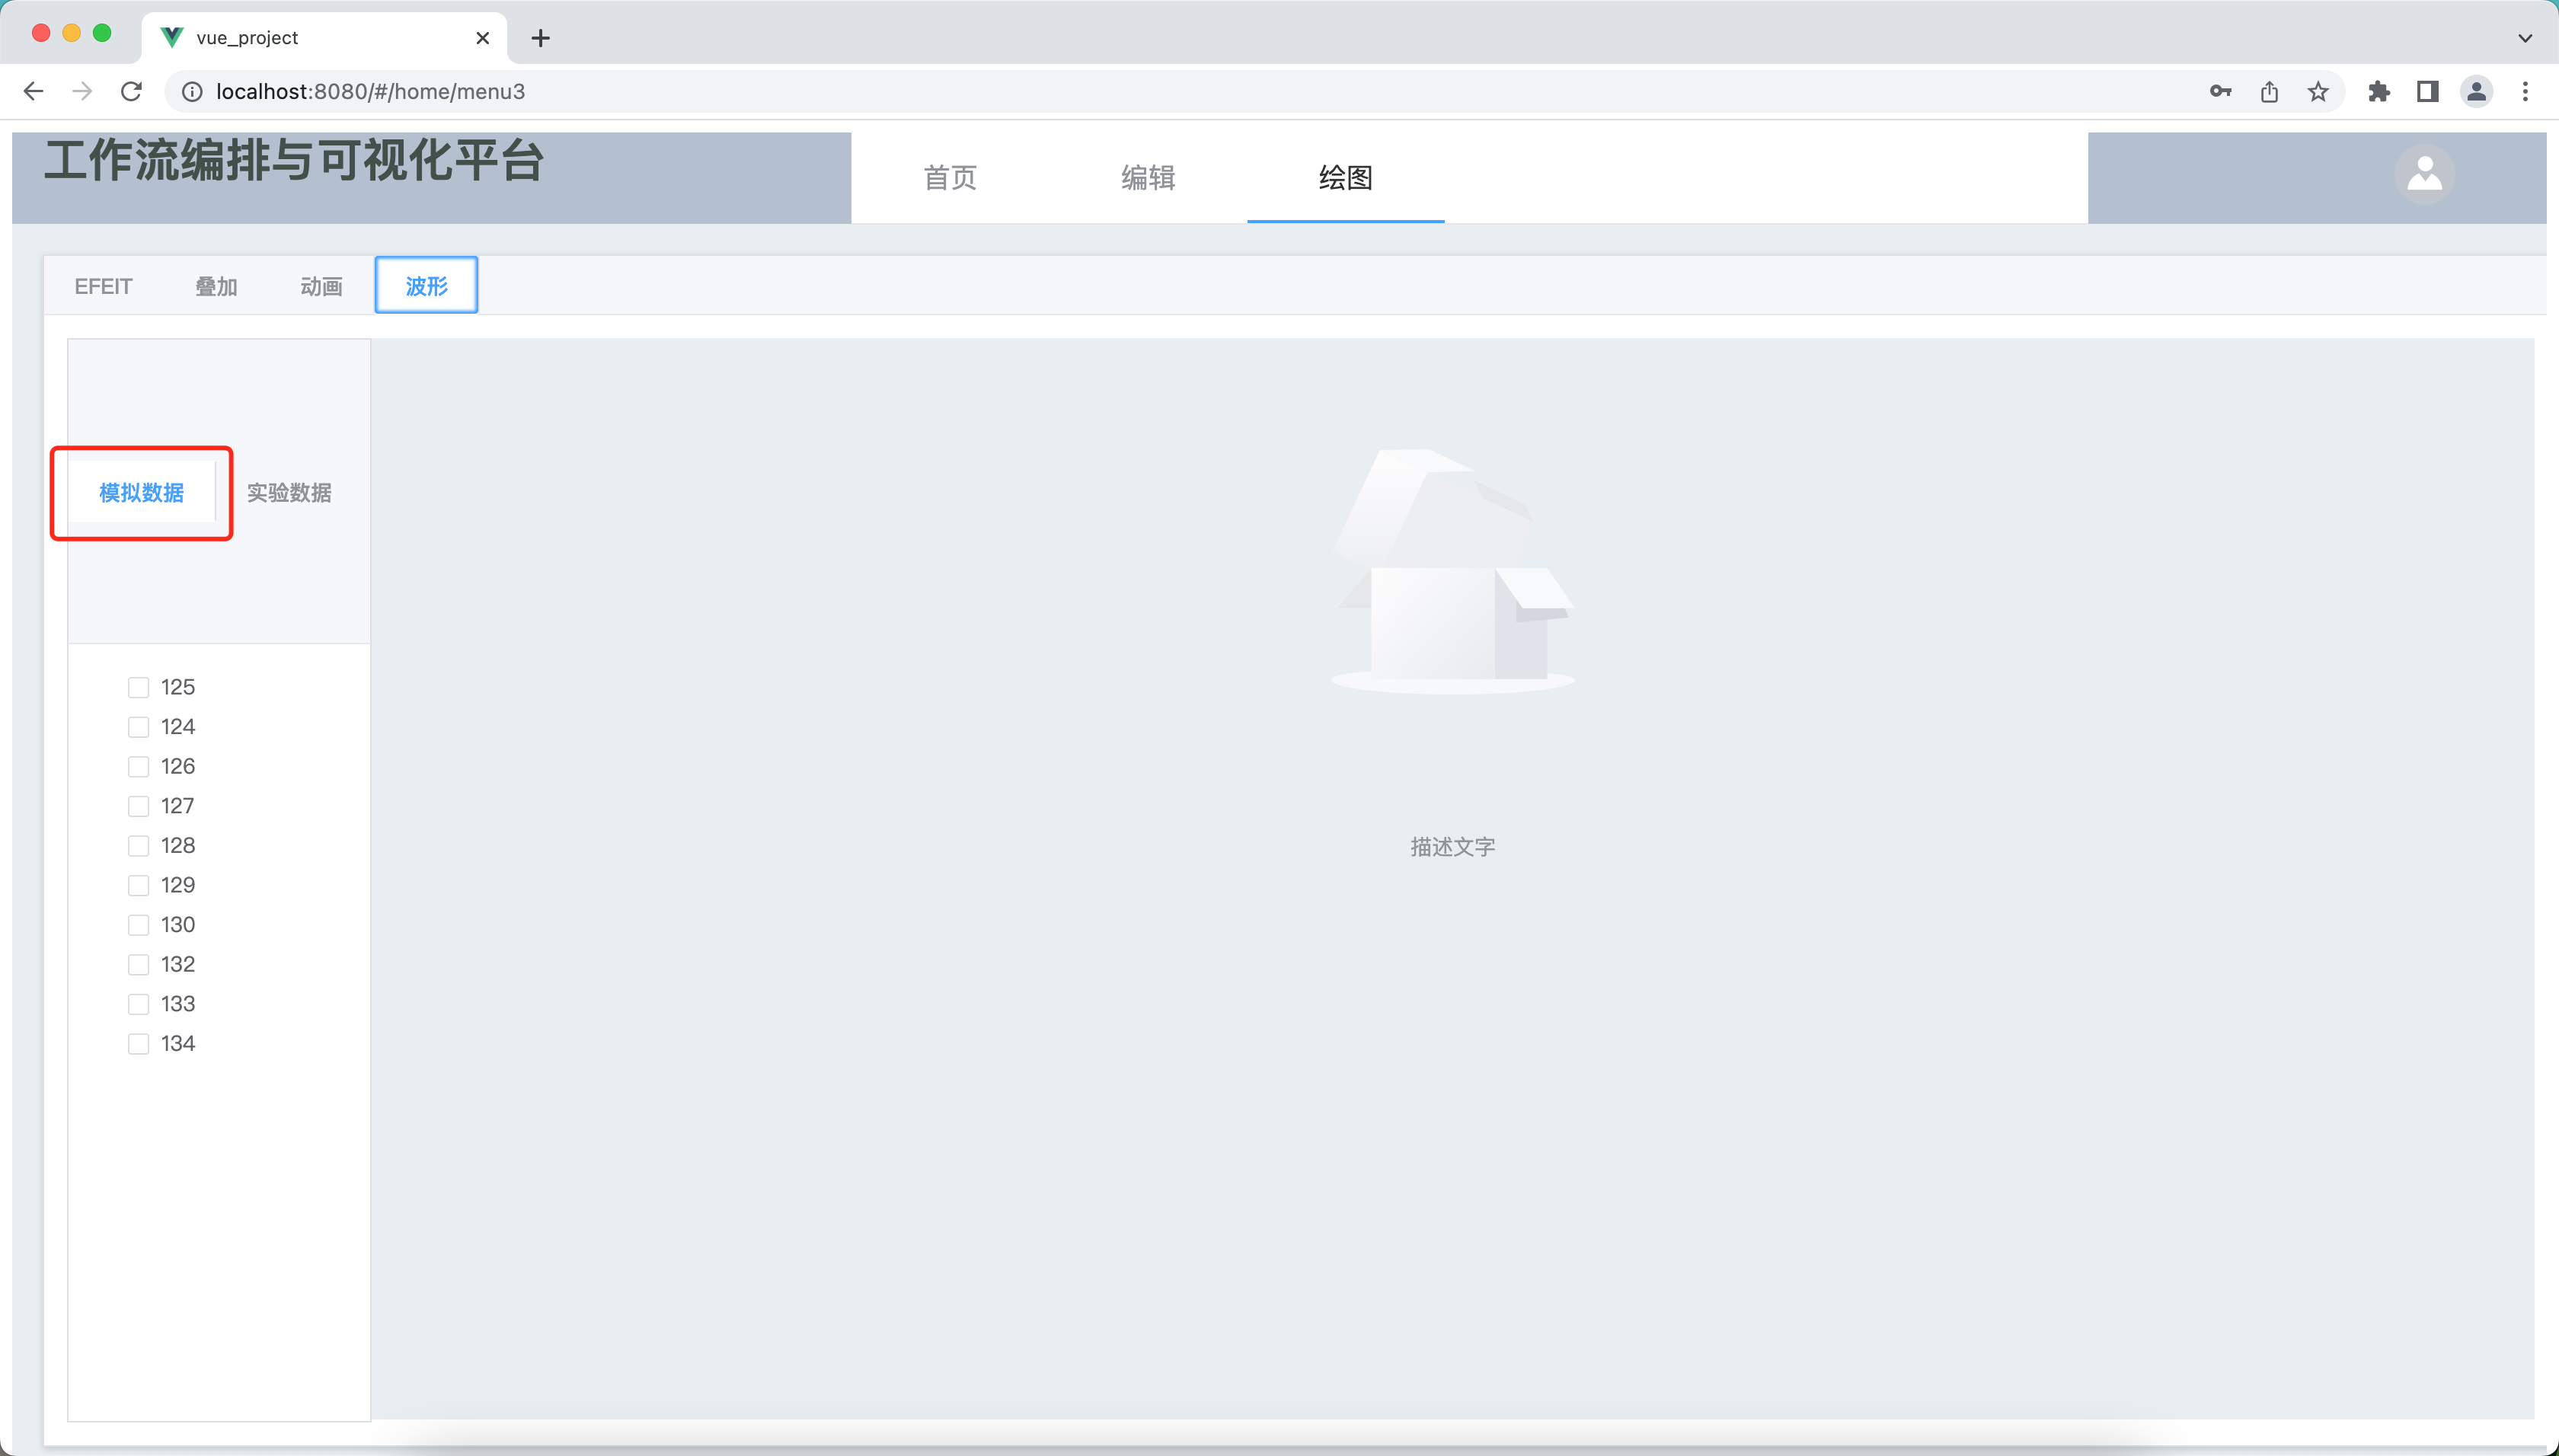 vue_project
localhost:8080/#/home/menu3
工作流编排与可视化平台
首页 编辑 绘图
EFEIT 叠加 动画 波形
模拟数据 实验数据
125
124
126
127
128
129
130
132
133
134
描述文字